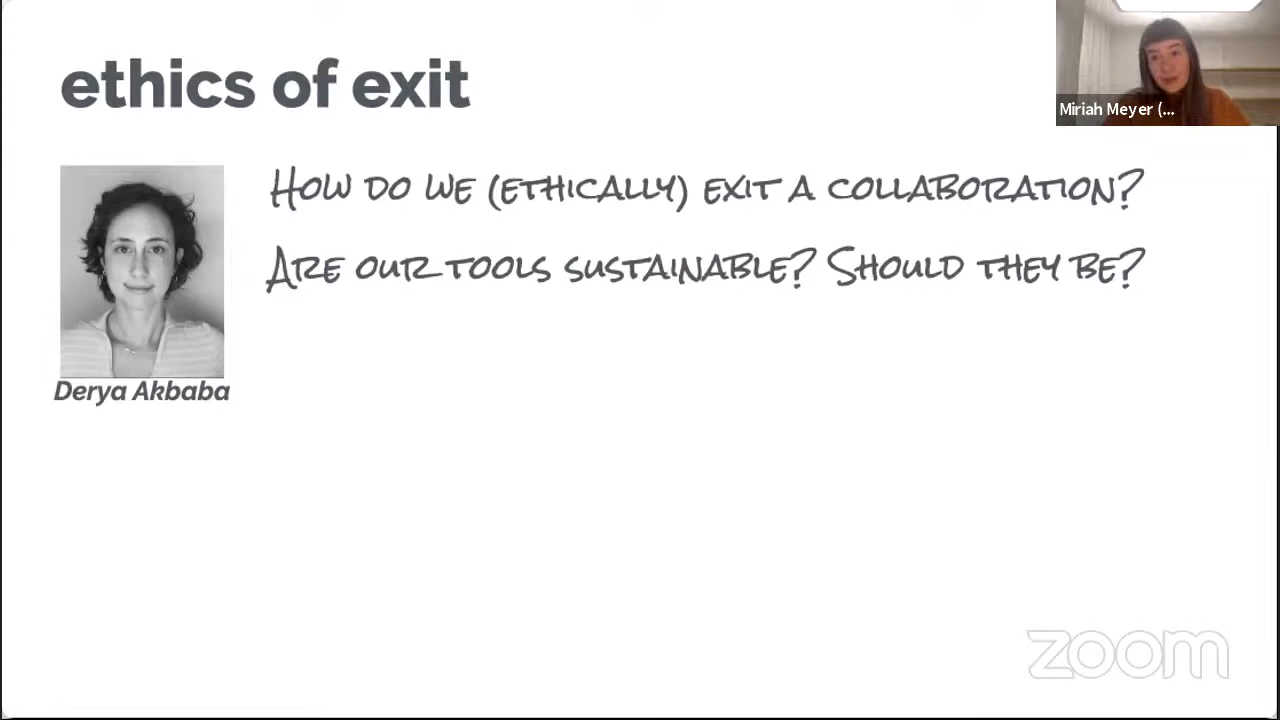 ethics of exit
Miriah Meyer (...
How do we (ethically) exit a collaboration?
Are our tools sustainable? Should they be?
Derya Akbaba
zoom